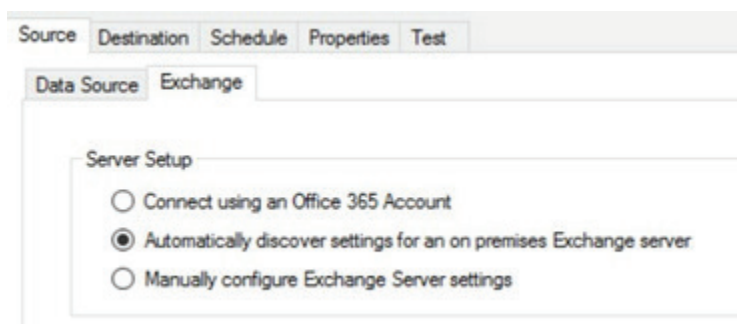 Source Destination Schedule Properties Test
Data Source Exchange
Server Setup
Connect using an Office 365 Account
Automatically discover settings for an on premises Exchange server
Manually configure Exchange Server settings